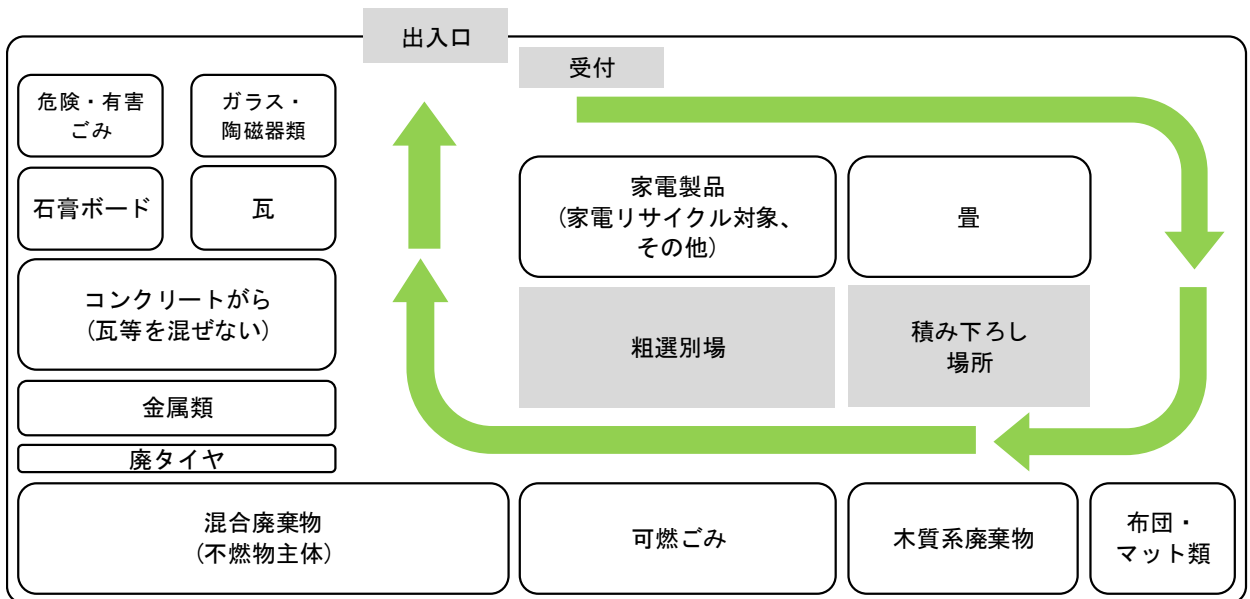 出入口
受付
危険・有害
ごみ
ガラス・
陶磁器類
石膏ボード
瓦
家電製品
（家電リサイクル対象、
その他）
畳
コンクリートがら
（瓦等を混ぜない）
粗選別場
積み下ろし
場所
金属類
廃タイヤ
混合廃棄物
（不燃物主体）
可燃ごみ
木質系廃棄物
布団・
マット類